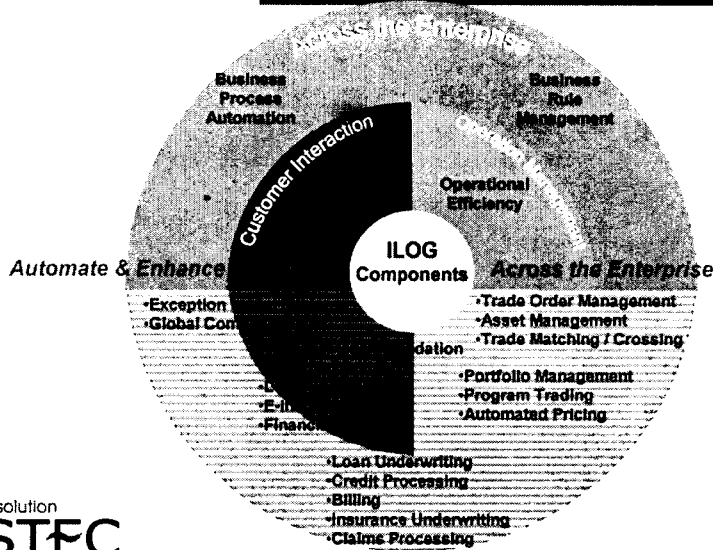 Across the Enterprise
Business
Process
Automation
Business
Rule
Management
Customer Interaction
Operational
Efficiency
ILOG
Components
Automate & Enhance
Across the Enterprise
•Exception
•Global Com
•Trade Order Management
•Asset Management
•Trade Matching / Crossing
dation
•Portfolio Management
•Program Trading
•Automated Pricing
•Financi
•Loan Underwriting
•Credit Processing
•Billing
•Insurance Underwriting
•Claims Processing
solution